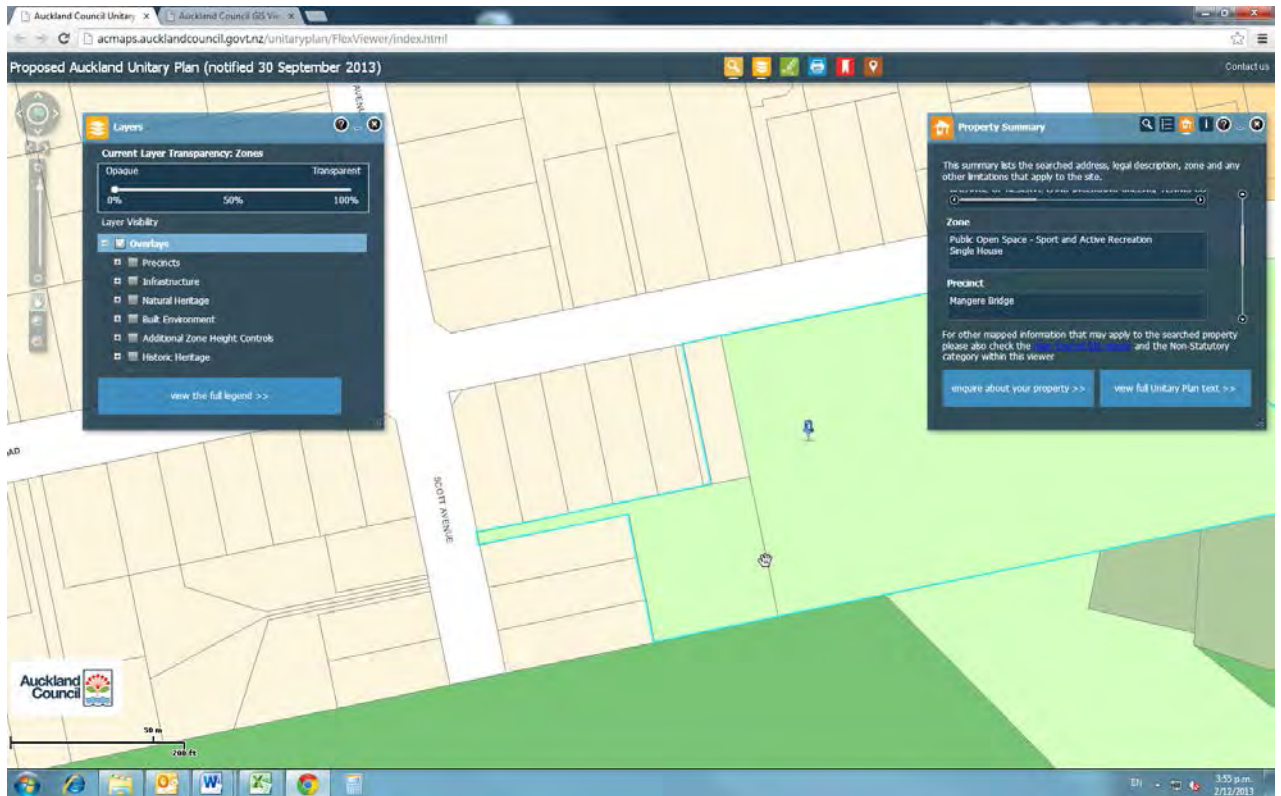 Auckland Council Unitary
Auckland Council GIS Vie
acmaps.aucklandcouncil.govt.nz/unitaryplan/FlexViewer/index.html
Proposed Auckland Unitary Plan (notified 30 September 2013)
Contact us
Layers
Current Layer Transparency: Zones
Opaque
Transparent
0%
50%
100%
Layer Visibility
Overlays
Precincts
Infrastructure
Natural Heritage
Built Environment
Additional Zone Height Controls
Historic Heritage
view the full legend >>
Property Summary
This summary lists the searched address, legal description, zone and any
other limitations that apply to the site.
Zone
Public Open Space - Sport and Active Recreation
Single House
Precinct
Mangere Bridge
For other mapped information that may apply to the searched property
please also check the
and the Non-Statutory
category within this viewer
enquire about your property >>
view full Unitary Plan text >>
AVENU
AD
SCOTT AVENUE
Auckland
Council
50 m
200 ft
EN
3:55 p.m.
2/12/2013